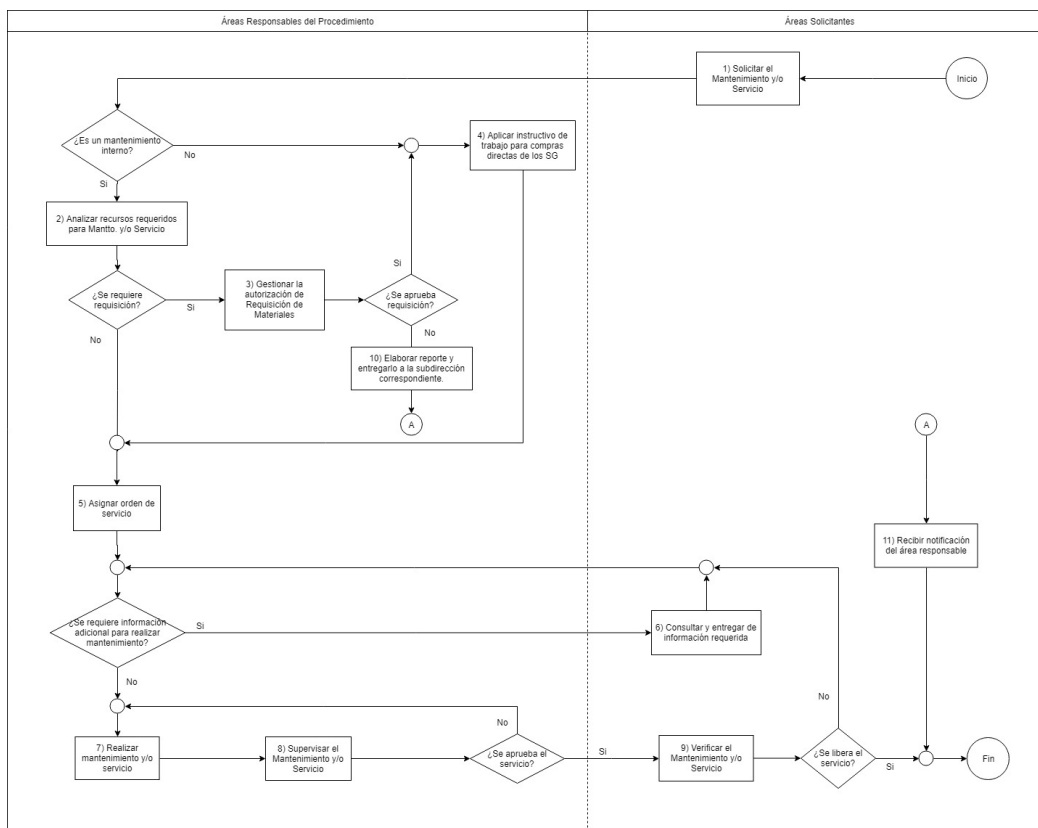 Áreas Responsables del Procedimiento
Áreas Solicitantes
1) Solicitar el
Mantenimiento y/o
Servicio
Inicio
¿Es un mantenimiento
interno?
No
4) Aplicar instructivo de
trabajo para compras
directas de los SG
Si
2) Analizar recursos requeridos
para Mantto. y/o Servicio
Si
¿Se requiere
requisición?
Si
3) Gestionar la
autorización de
Requisición de
Materiales
¿Se aprueba
requisición?
No
No
10) Elaborar reporte y
entregarlo a la subdirección
correspondiente.
A
A
5) Asignar orden de
servicio
11) Recibir notificación
del área responsable
¿Se requiere información
adicional para realizar
mantenimiento?
Si
6) Consultar y entregar de
información requerida
No
No
No
7) Realizar
mantenimiento y/o
servicio
8) Supervisar el
Mantenimiento y/o
Servicio
¿Se aprueba el
servicio?
Si
9) Verificar el
Mantenimiento y/o
Servicio
¿Se libera el
servicio?
Si
Fin